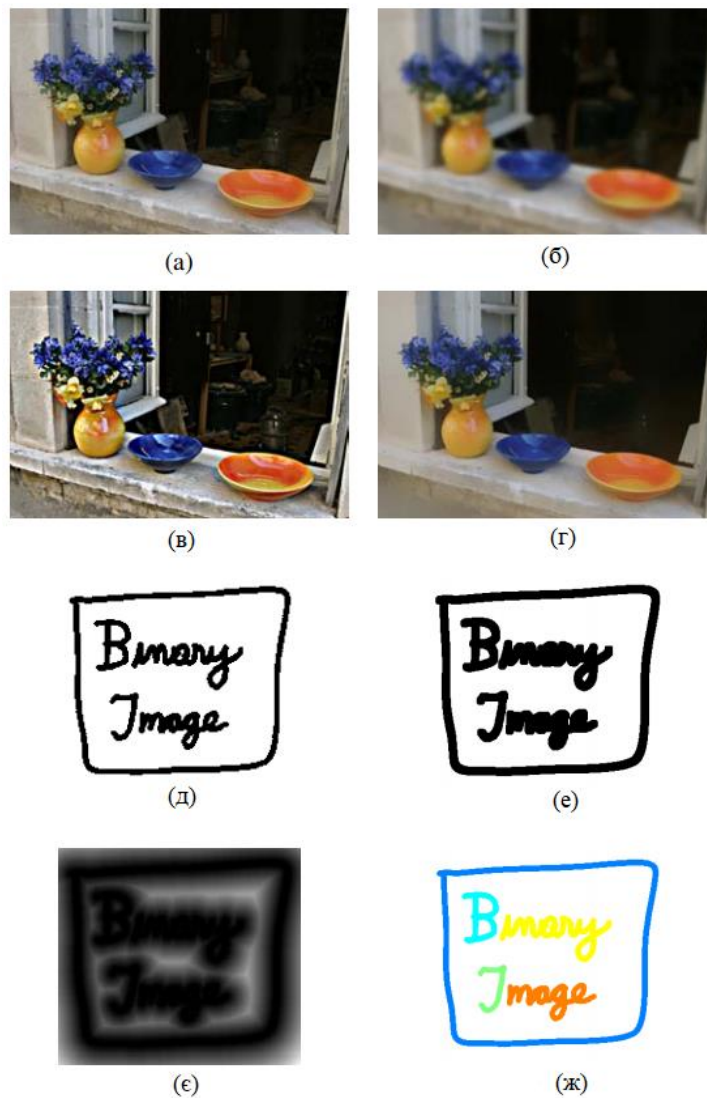 (а)
(б)
(в)
(г)
Binary
Image
(д)
Binary
Image
(е)
Binary
Image
(є)
Binary
Image
(ж)